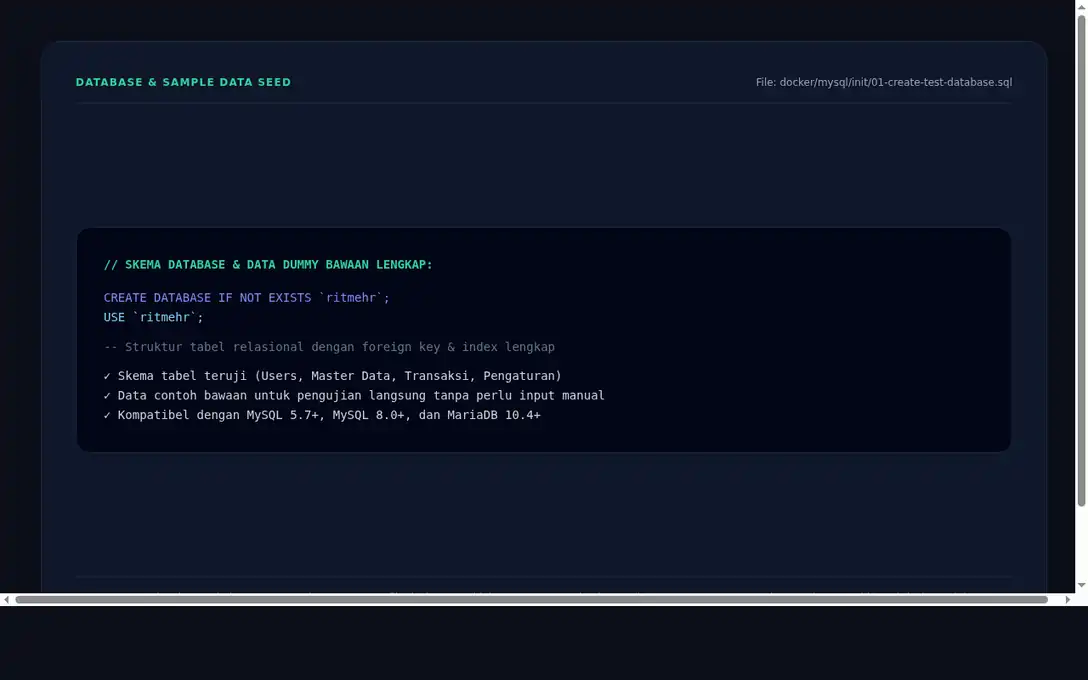 DATABASE & SAMPLE DATA SEED
File: docker/mysql/init/01-create-test-database.sql
// SKEMA DATABASE & DATA DUMMY BAWAAN LENGKAP:
CREATE DATABASE IF NOT EXISTS `ritmehr`;
USE `ritmehr`;
-- Struktur tabel relasional dengan foreign key & index lengkap
✓ Skema tabel teruji (Users, Master Data, Transaksi, Pengaturan)
✓ Data contoh bawaan untuk pengujian langsung tanpa perlu input manual
✓ Kompatibel dengan MySQL 5.7+, MySQL 8.0+, dan MariaDB 10.4+